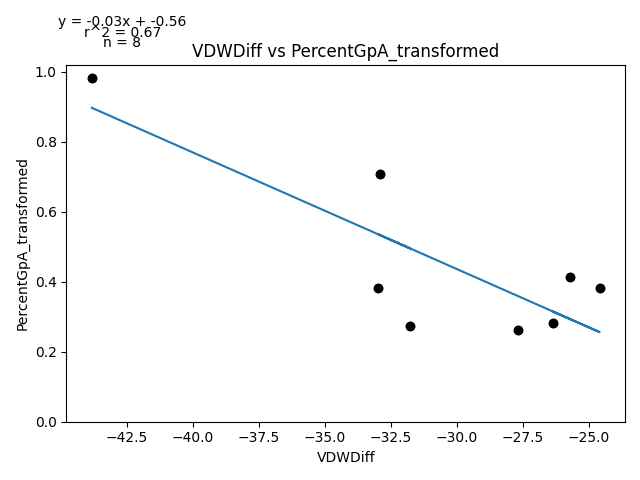 y = -0.03x + -0.56
r^2 = 0.67
n = 8
VDWDiff vs PercentGpA_transformed
1.0
0.8
0.6
0.4
0.2
0.0
PercentGpA_transformed
−42.5 −40.0 −37.5 −35.0 −32.5 −30.0 −27.5 −25.0
VDWDiff